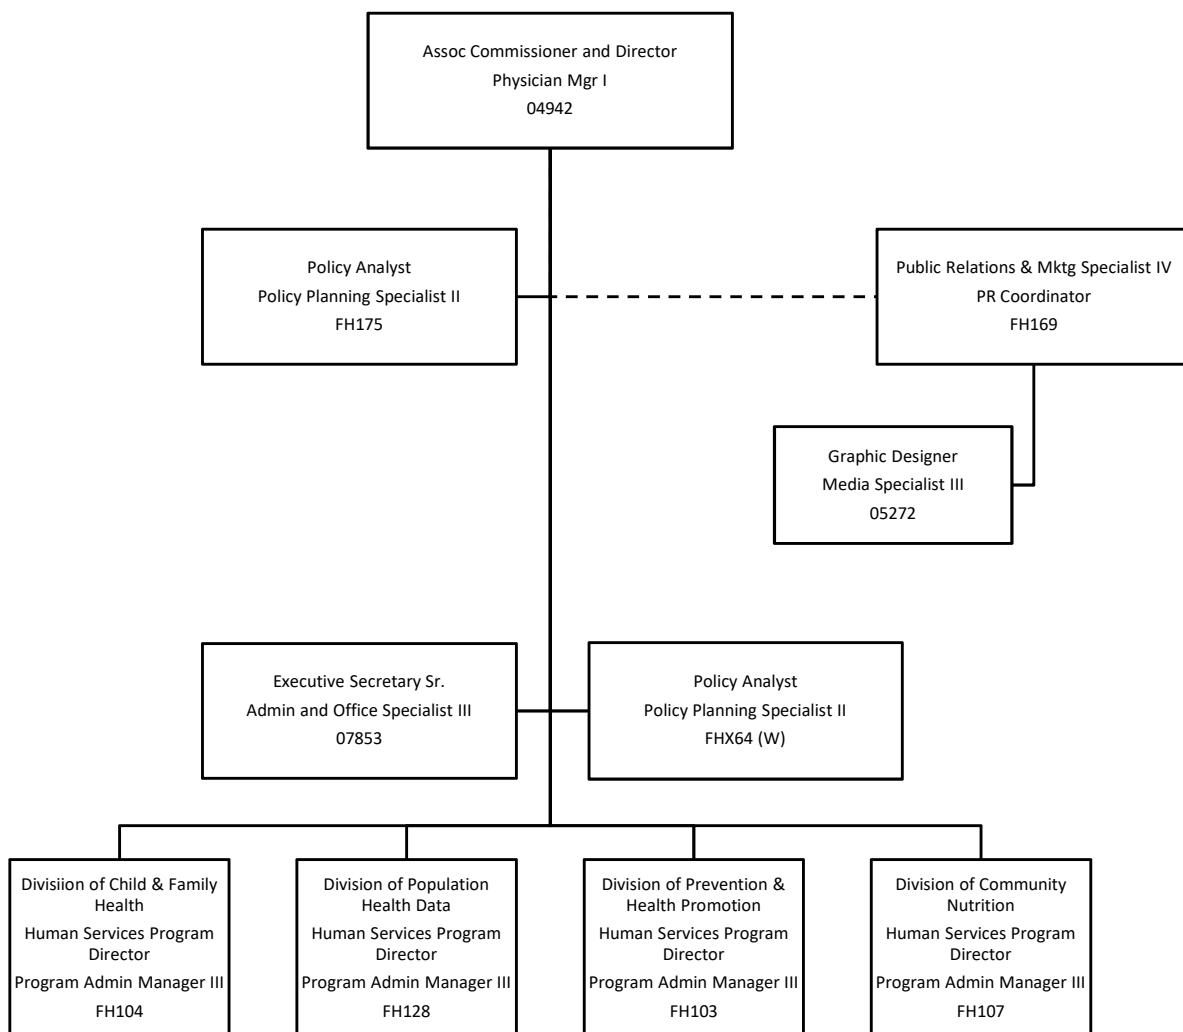 Assoc Commissioner and Director
Physician Mgr I
04942
Policy Analyst
Policy Planning Specialist II
FH175
Public Relations & Mktg Specialist IV
PR Coordinator
FH169
Graphic Designer
Media Specialist III
05272
Executive Secretary Sr.
Admin and Office Specialist III
07853
Policy Analyst
Policy Planning Specialist II
FHX64 (W)
Divisiion of Child & Family
Health
Human Services Program
Director
Program Admin Manager III
FH104
Division of Population
Health Data
Human Services Program
Director
Program Admin Manager III
FH128
Division of Prevention &
Health Promotion
Human Services Program
Director
Program Admin Manager III
FH103
Division of Community
Nutrition
Human Services Program
Director
Program Admin Manager III
FH107